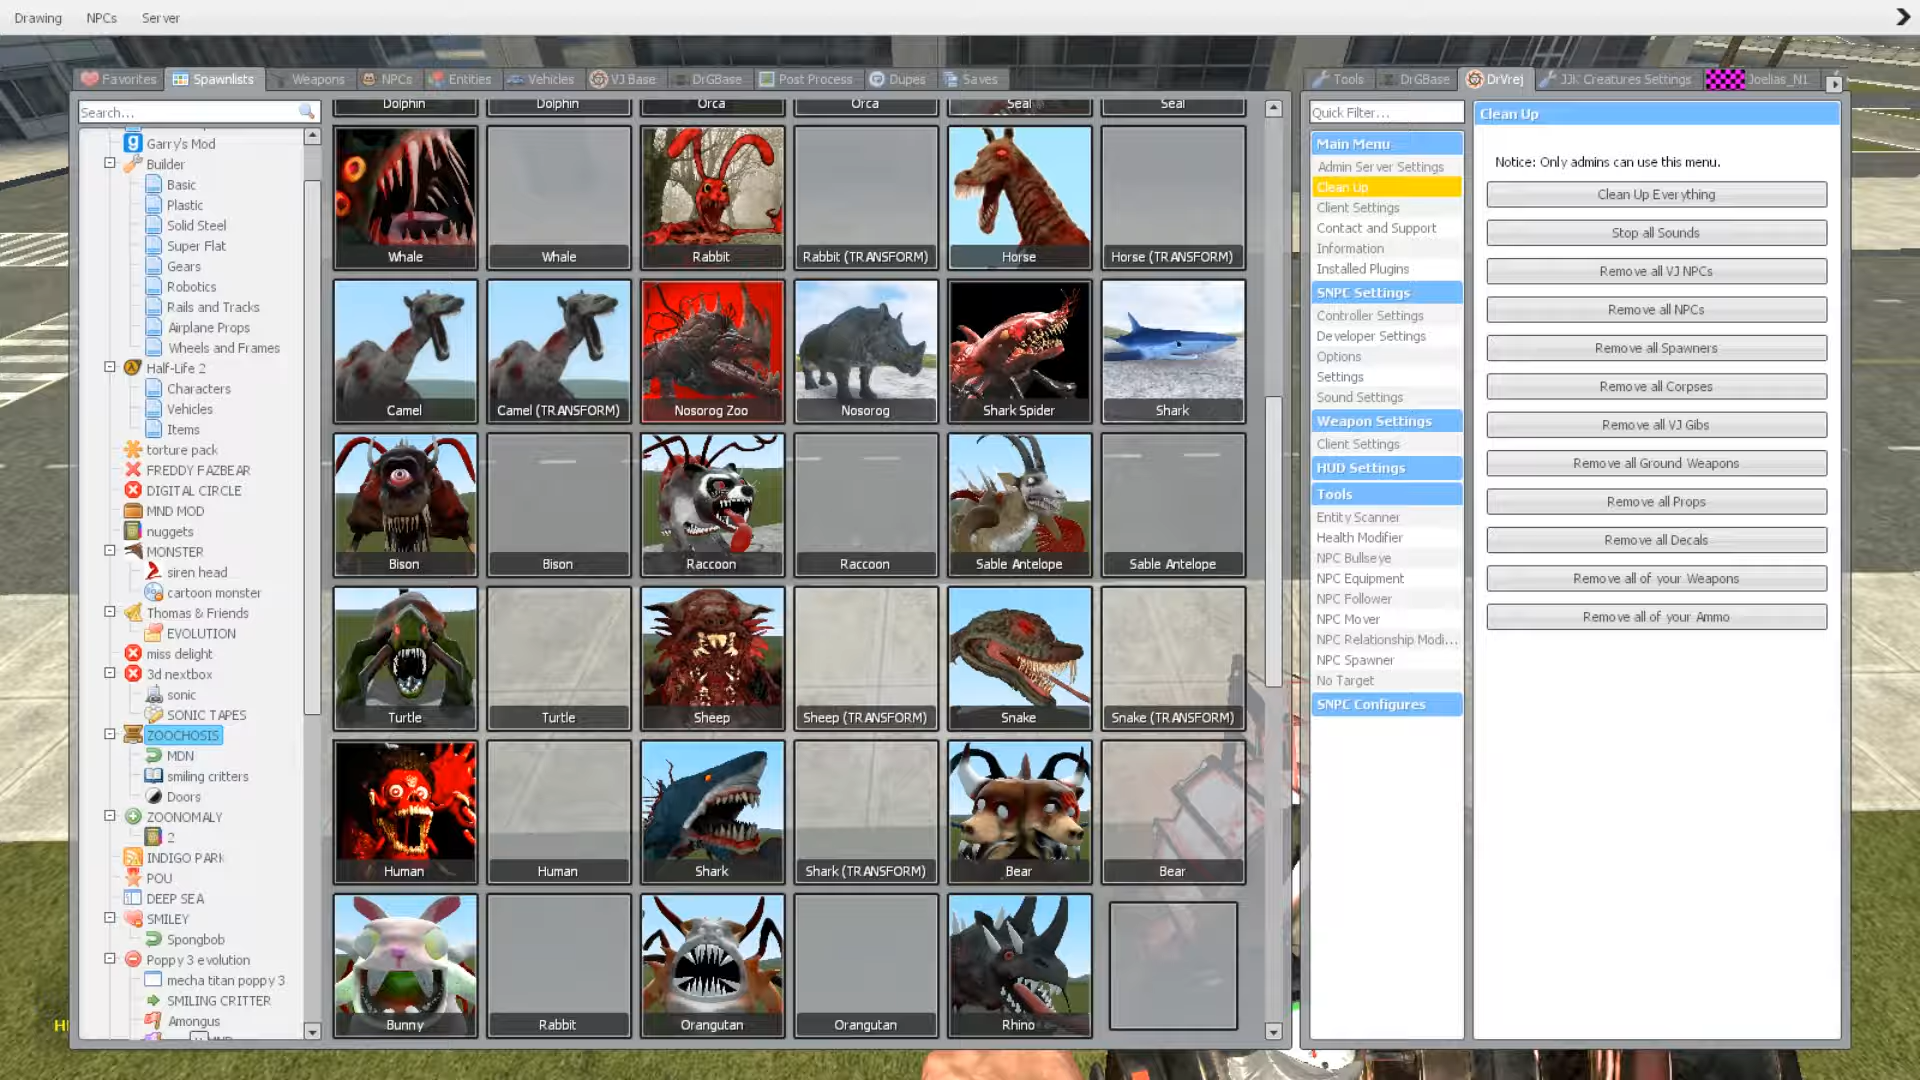 Drawing NPCs Server
Favorites Spawnlists Weapons NPCs Entities Vehicles VJ Base DrGBase Post Process Dupes Saves
Tools DrGBase DrVrej JJK Creatures Settings Joelias_N1
Search...
Garry's Mod
Builder
Basic
Plastic
Solid Steel
Super Flat
Gears
Robotics
Rails and Tracks
Airplane Props
Wheels and Frames
Half-Life 2
Characters
Vehicles
Items
torture pack
FREDDY FAZBEAR
DIGITAL CIRCLE
MND MOD
nuggets
MONSTER
siren head
cartoon monster
Thomas & Friends
EVOLUTION
miss delight
3d nextbox
sonic
SONIC TAPES
ZOOCHOSIS
MDN
smiling critters
Doors
ZOONOMALY
2
INDIGO PARK
POU
DEEP SEA
SMILEY
Spongbob
Poppy 3 evolution
mecha titan poppy 3
SMILING CRITTER
Amongus
Dolphin Dolphin Orca Orca Seal Seal
Whale Whale Rabbit Rabbit (TRANSFORM) Horse Horse (TRANSFORM)
Camel Camel (TRANSFORM) Nosorog Zoo Nosorog Shark Spider Shark
Bison Bison Raccoon Raccoon Sable Antelope Sable Antelope
Turtle Turtle Sheep Sheep (TRANSFORM) Snake Snake (TRANSFORM)
Human Human Shark Shark (TRANSFORM) Bear Bear
Bunny Rabbit Orangutan Orangutan Rhino
Quick Filter...
Main Menu
Admin Server Settings
Clean Up
Client Settings
Contact and Support
Information
Installed Plugins
SNPC Settings
Controller Settings
Developer Settings
Options
Settings
Sound Settings
Weapon Settings
Client Settings
HUD Settings
Tools
Entity Scanner
Health Modifier
NPC Bullseye
NPC Equipment
NPC Follower
NPC Mover
NPC Relationship Modi...
NPC Spawner
No Target
SNPC Configures
Clean Up
Notice: Only admins can use this menu.
Clean Up Everything
Stop all Sounds
Remove all VJ NPCs
Remove all NPCs
Remove all Spawners
Remove all Corpses
Remove all VJ Gibs
Remove all Ground Weapons
Remove all Props
Remove all Decals
Remove all of your Weapons
Remove all of your Ammo